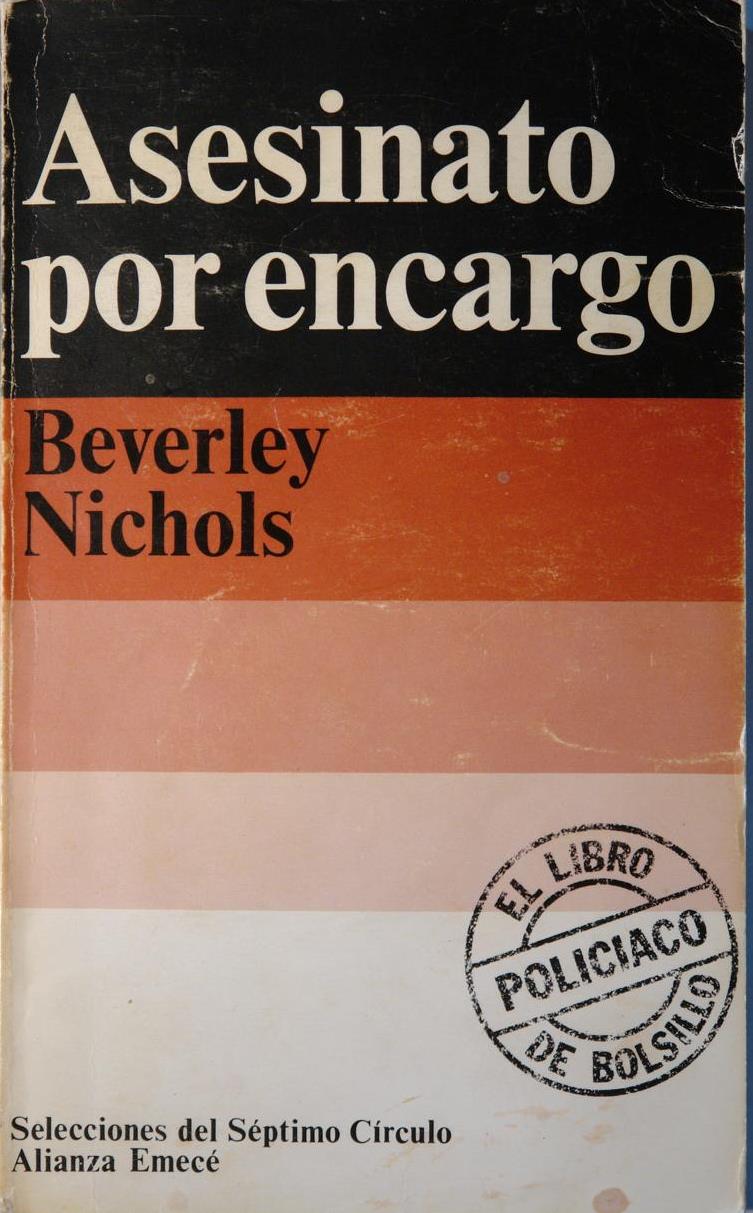 Asesinato
por encargo
Beverley
Nichols
EL LIBRO
POLICIACO
DE BOLSILLO
Selecciones del Séptimo Círculo
Alianza Emecé